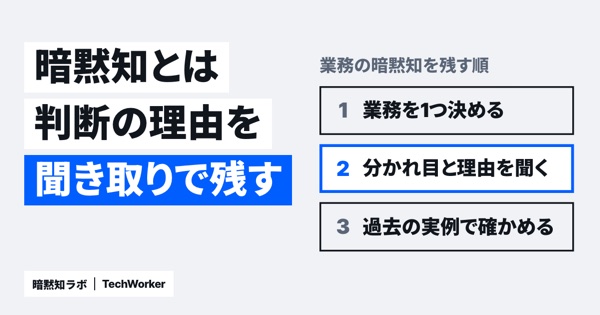 暗黙知とは
判断の理由を
聞き取りで残す
業務の暗黙知を残す順
1 業務を1つ決める
2 分かれ目と理由を聞く
3 過去の実例で確かめる
暗黙知ラボ | TechWorker